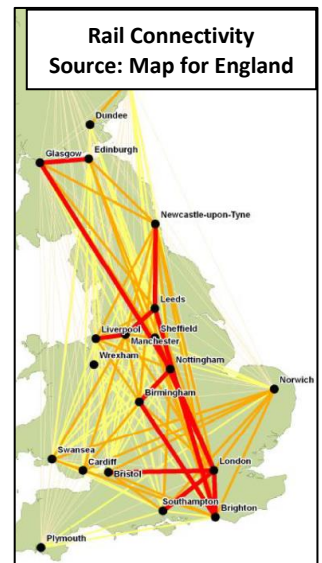 Rail Connectivity
Source: Map for England
Dundee
Glasgow
Edinburgh
Newcastle-upon-Tyne
Leeds
Liverpool
Sheffield
Manchester
Wrexham
Nottingham
Norwich
Birmingham
Swansea
Cardiff
London
Bristol
Southampton
Brighton
Plymouth